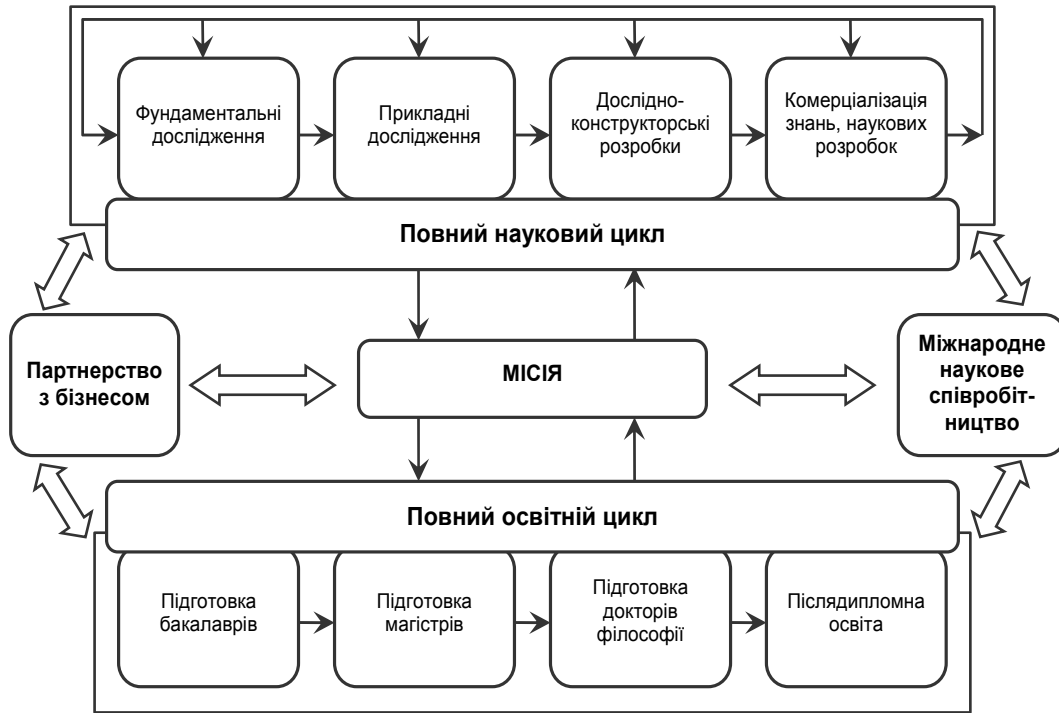 Фундаментальні
дослідження
Прикладні
дослідження
Дослідно-
конструкторські
розробки
Комерціалізація
знань, наукових
розробок
Повний науковий цикл
Партнерство
з бізнесом
МІСІЯ
Міжнародне
наукове
співробіт-
ництво
Повний освітній цикл
Підготовка
бакалаврів
Підготовка
магістрів
Підготовка
докторів
філософії
Післядипломна
освіта